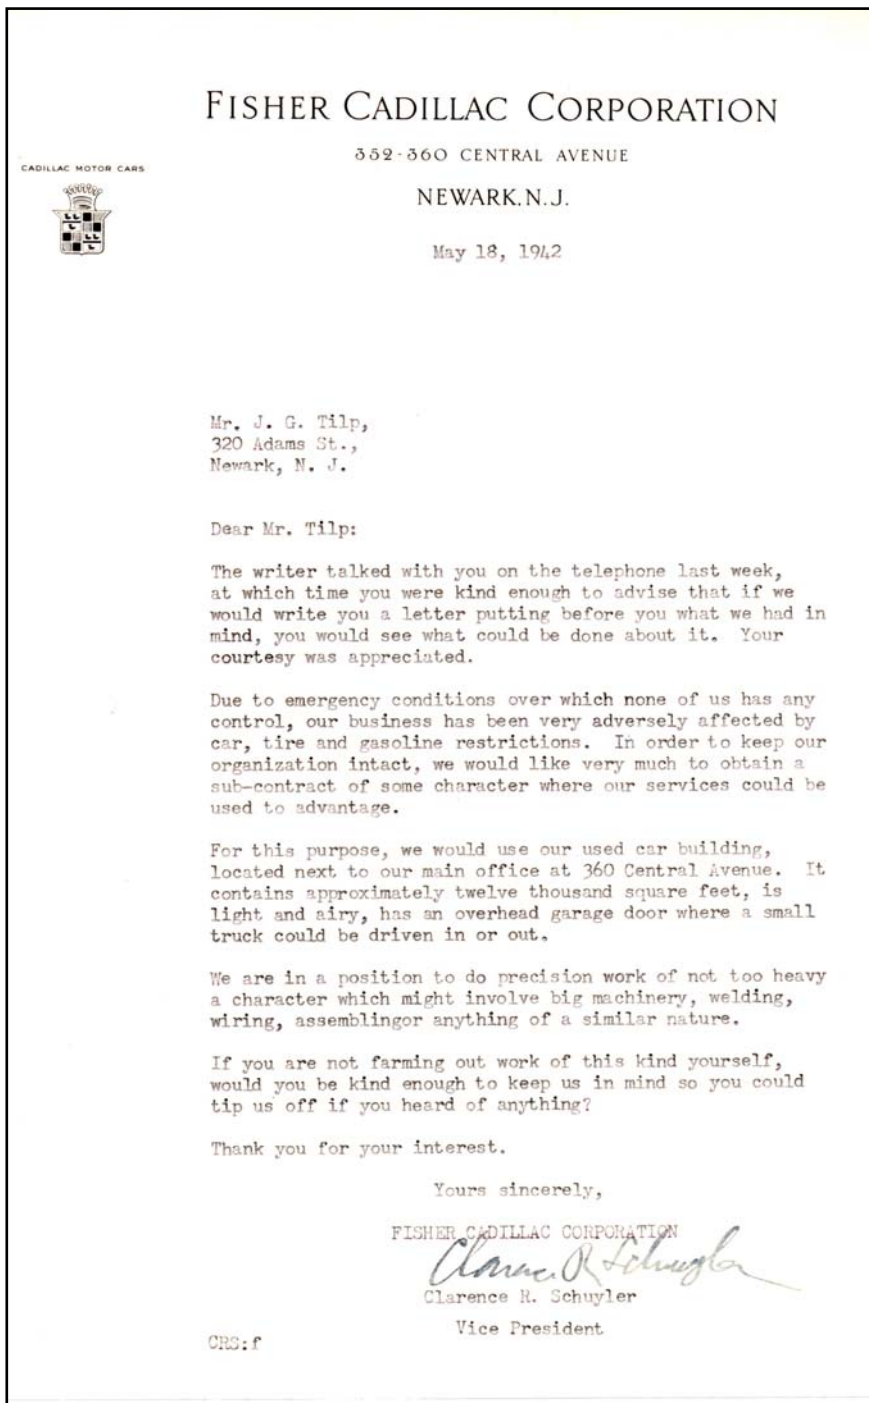 FISHER CADILLAC CORPORATION
352-360 CENTRAL AVENUE
CADILLAC MOTOR CARS
NEWARK, N. J.
May 18, 1942
Mr. J. G. Tilp,
320 Adams St.,
Newark, N. J.
Dear Mr. Tilp:
The writer talked with you on the telephone last week,
at which time you were kind enough to advise that if we
would write you a letter putting before you what we had in
mind, you would see what could be done about it. Your
courtesy was appreciated.
Due to emergency conditions over which none of us has any
control, our business has been very adversely affected by
car, tire and gasoline restrictions. In order to keep our
organization intact, we would like very much to obtain a
sub-contract of some character where our services could be
used to advantage.
For this purpose, we would use our used car building,
located next to our main office at 360 Central Avenue. It
contains approximately twelve thousand square feet, is
light and airy, has an overhead garage door where a small
truck could be driven in or out.
We are in a position to do precision work of not too heavy
a character which might involve big machinery, welding,
wiring, assemblingor anything of a similar nature.
If you are not farming out work of this kind yourself,
would you be kind enough to keep us in mind so you could
tip us off if you heard of anything?
Thank you for your interest.
Yours sincerely,
FISHER CADILLAC CORPORATION
Clarence R. Schuyler
Clarence R. Schuyler
Vice President
CRS:f